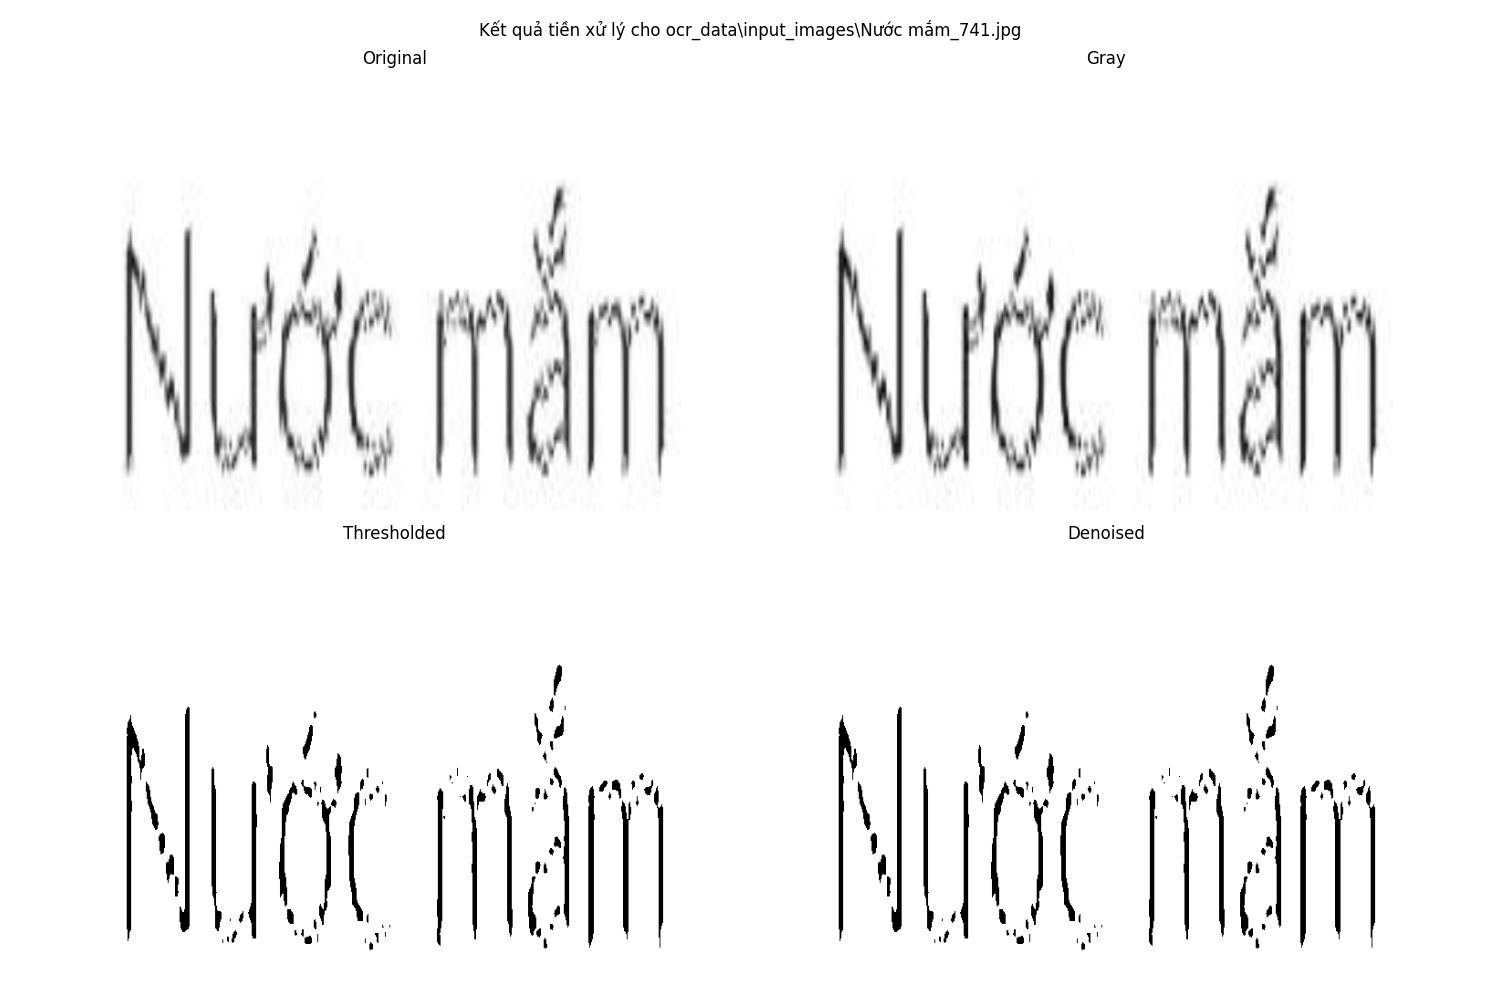 Kết quả tiền xử lý cho ocr_data\input_images\Nước mắm_741.jpg
Original
Gray
Nước mắm
Nước mắm
Thresholded
Denoised
Nước mắm
Nước mắm